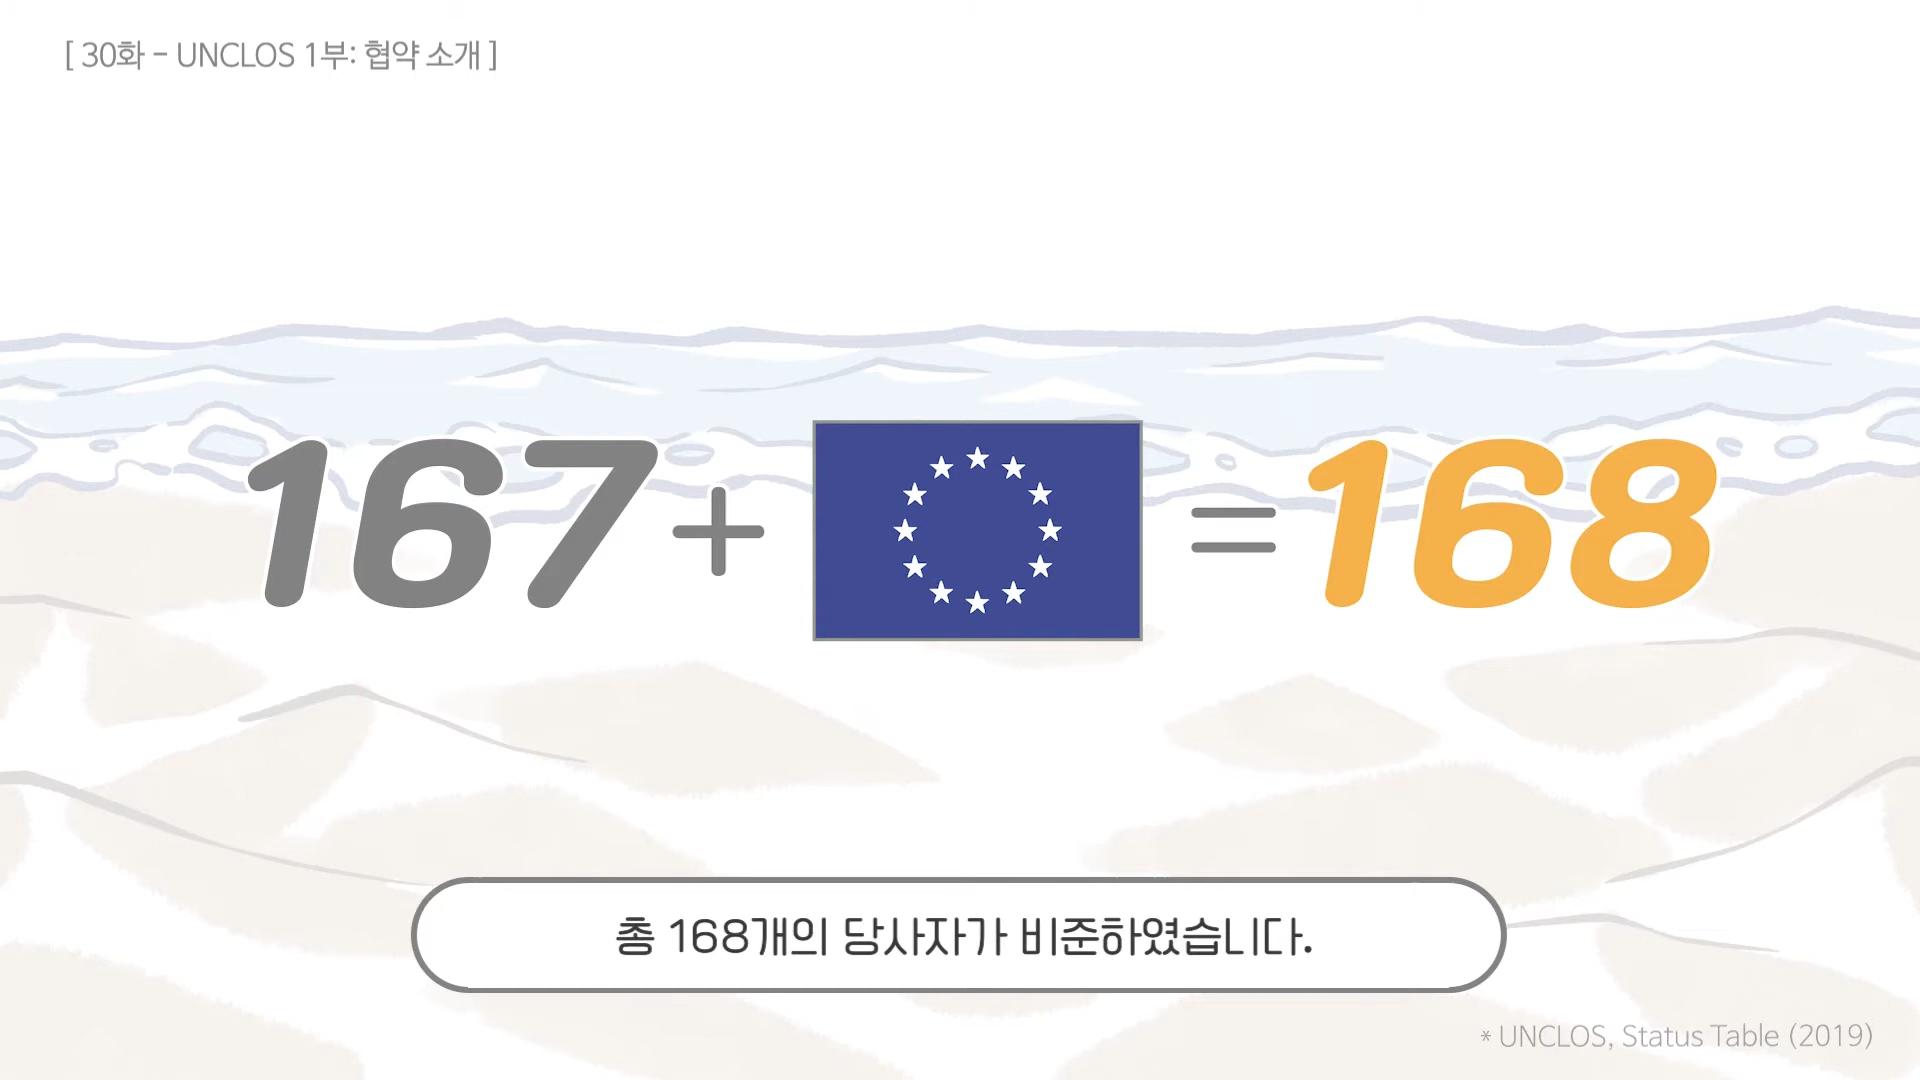 [ 30화 - UNCLOS 1부: 협약 소개 ]
167 + = 168
총 168개의 당사자가 비준하였습니다.
* UNCLOS, Status Table (2019)